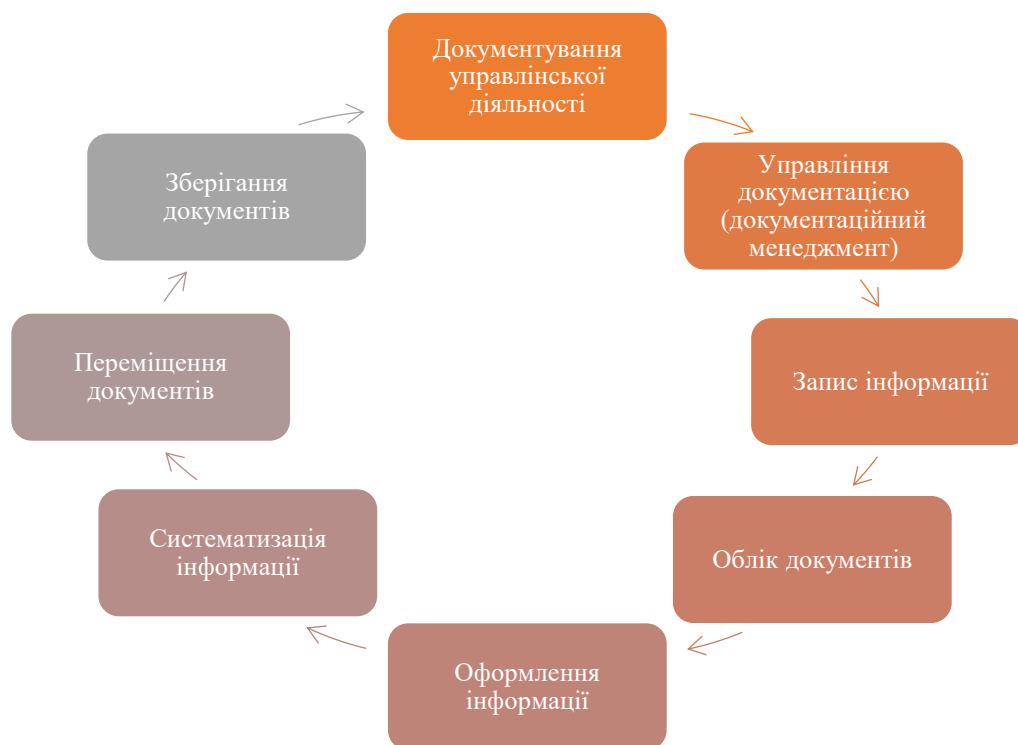 Документування
управлінської
діяльності
Управління
документацією
(документаційний
менеджмент)
Запис інформації
Облік документів
Оформлення
інформації
Систематизація
інформації
Переміщення
документів
Зберігання
документів